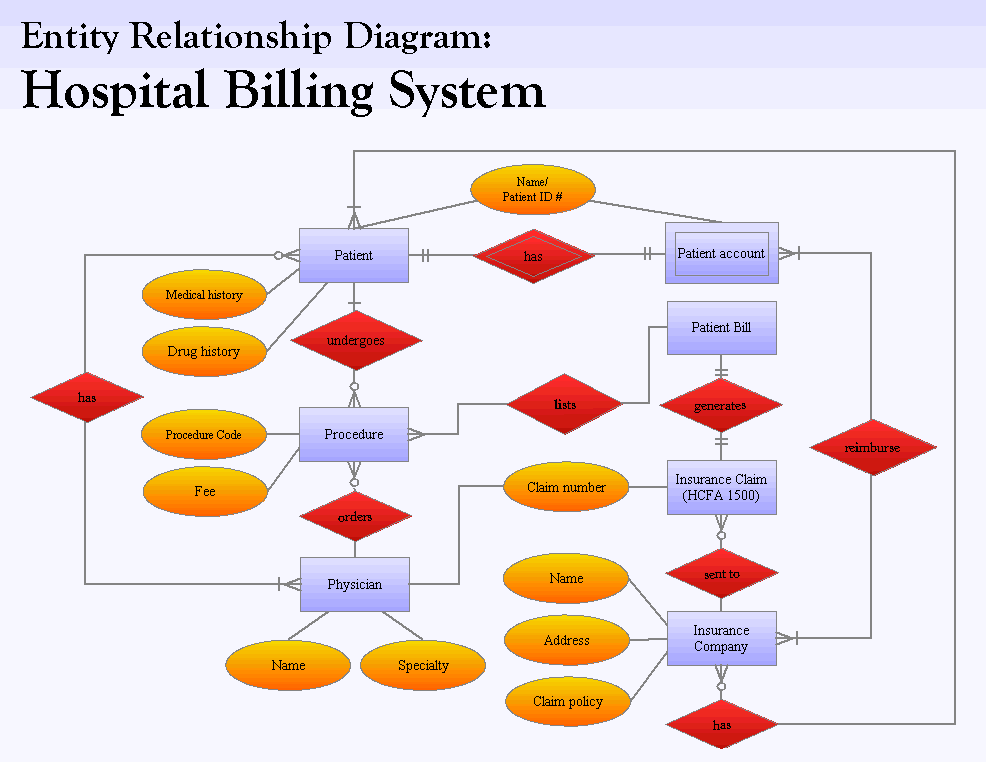 Entity Relationship Diagram:
Hospital Billing System
Name/
Patient ID #
Patient
has
Patient account
Medical history
Drug history
undergoes
Patient Bill
has
lists
generates
Procedure Code
Procedure
reimburse
Fee
Claim number
Insurance Claim
(HCFA 1500)
orders
Physician
Name
sent to
Address
Insurance
Company
Name
Specialty
Claim policy
has